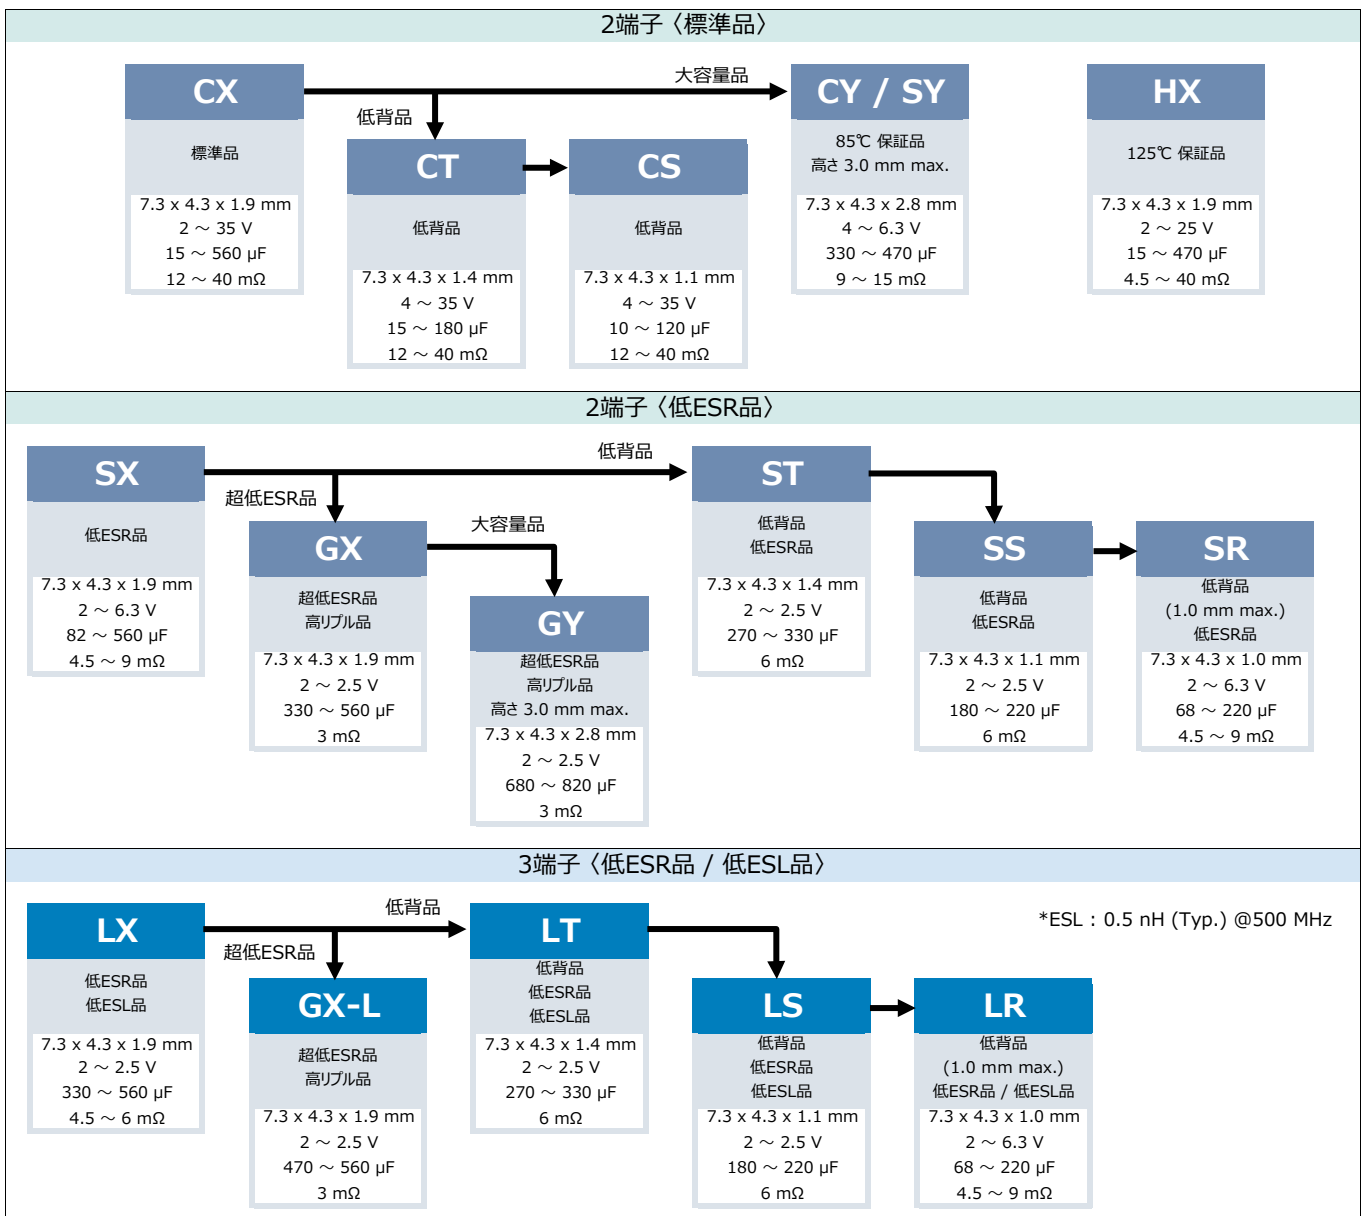 2端子〈標準品〉
CX
標準品
7.3 x 4.3 x 1.9 mm
2 ～ 35 V
15 ～ 560 µF
12 ～ 40 mΩ
低背品
大容量品
CT
低背品
7.3 x 4.3 x 1.4 mm
4 ～ 35 V
15 ～ 180 µF
12 ～ 40 mΩ
CS
低背品
7.3 x 4.3 x 1.1 mm
4 ～ 35 V
10 ～ 120 µF
12 ～ 40 mΩ
CY / SY
85℃ 保証品
高さ 3.0 mm max.
7.3 x 4.3 x 2.8 mm
4 ～ 6.3 V
330 ～ 470 µF
9 ～ 15 mΩ
HX
125℃ 保証品
7.3 x 4.3 x 1.9 mm
2 ～ 25 V
15 ～ 470 µF
4.5 ～ 40 mΩ
2端子〈低ESR品〉
SX
低ESR品
7.3 x 4.3 x 1.9 mm
2 ～ 6.3 V
82 ～ 560 µF
4.5 ～ 9 mΩ
超低ESR品
低背品
GX
超低ESR品
高リプル品
7.3 x 4.3 x 1.9 mm
2 ～ 2.5 V
330 ～ 560 µF
3 mΩ
大容量品
GY
超低ESR品
高リプル品
高さ 3.0 mm max.
7.3 x 4.3 x 2.8 mm
2 ～ 2.5 V
680 ～ 820 µF
3 mΩ
ST
低背品
低ESR品
7.3 x 4.3 x 1.4 mm
2 ～ 2.5 V
270 ～ 330 µF
6 mΩ
SS
低背品
低ESR品
7.3 x 4.3 x 1.1 mm
2 ～ 2.5 V
180 ～ 220 µF
6 mΩ
SR
低背品
(1.0 mm max.)
低ESR品
7.3 x 4.3 x 1.0 mm
2 ～ 6.3 V
68 ～ 220 µF
4.5 ～ 9 mΩ
3端子〈低ESR品 / 低ESL品〉
*ESL : 0.5 nH (Typ.) @500 MHz
LX
低ESR品
低ESL品
7.3 x 4.3 x 1.9 mm
2 ～ 2.5 V
330 ～ 560 µF
4.5 ～ 6 mΩ
超低ESR品
低背品
GX-L
超低ESR品
高リプル品
7.3 x 4.3 x 1.9 mm
2 ～ 2.5 V
470 ～ 560 µF
3 mΩ
LT
低背品
低ESR品
低ESL品
7.3 x 4.3 x 1.4 mm
2 ～ 2.5 V
270 ～ 330 µF
6 mΩ
LS
低背品
低ESR品
低ESL品
7.3 x 4.3 x 1.1 mm
2 ～ 2.5 V
180 ～ 220 µF
6 mΩ
LR
低背品
(1.0 mm max.)
低ESR品 / 低ESL品
7.3 x 4.3 x 1.0 mm
2 ～ 6.3 V
68 ～ 220 µF
4.5 ～ 9 mΩ